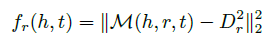 $f_r(h,t) = \|\mathcal{M}(h,r,t) - D_r^2\|_2^2$